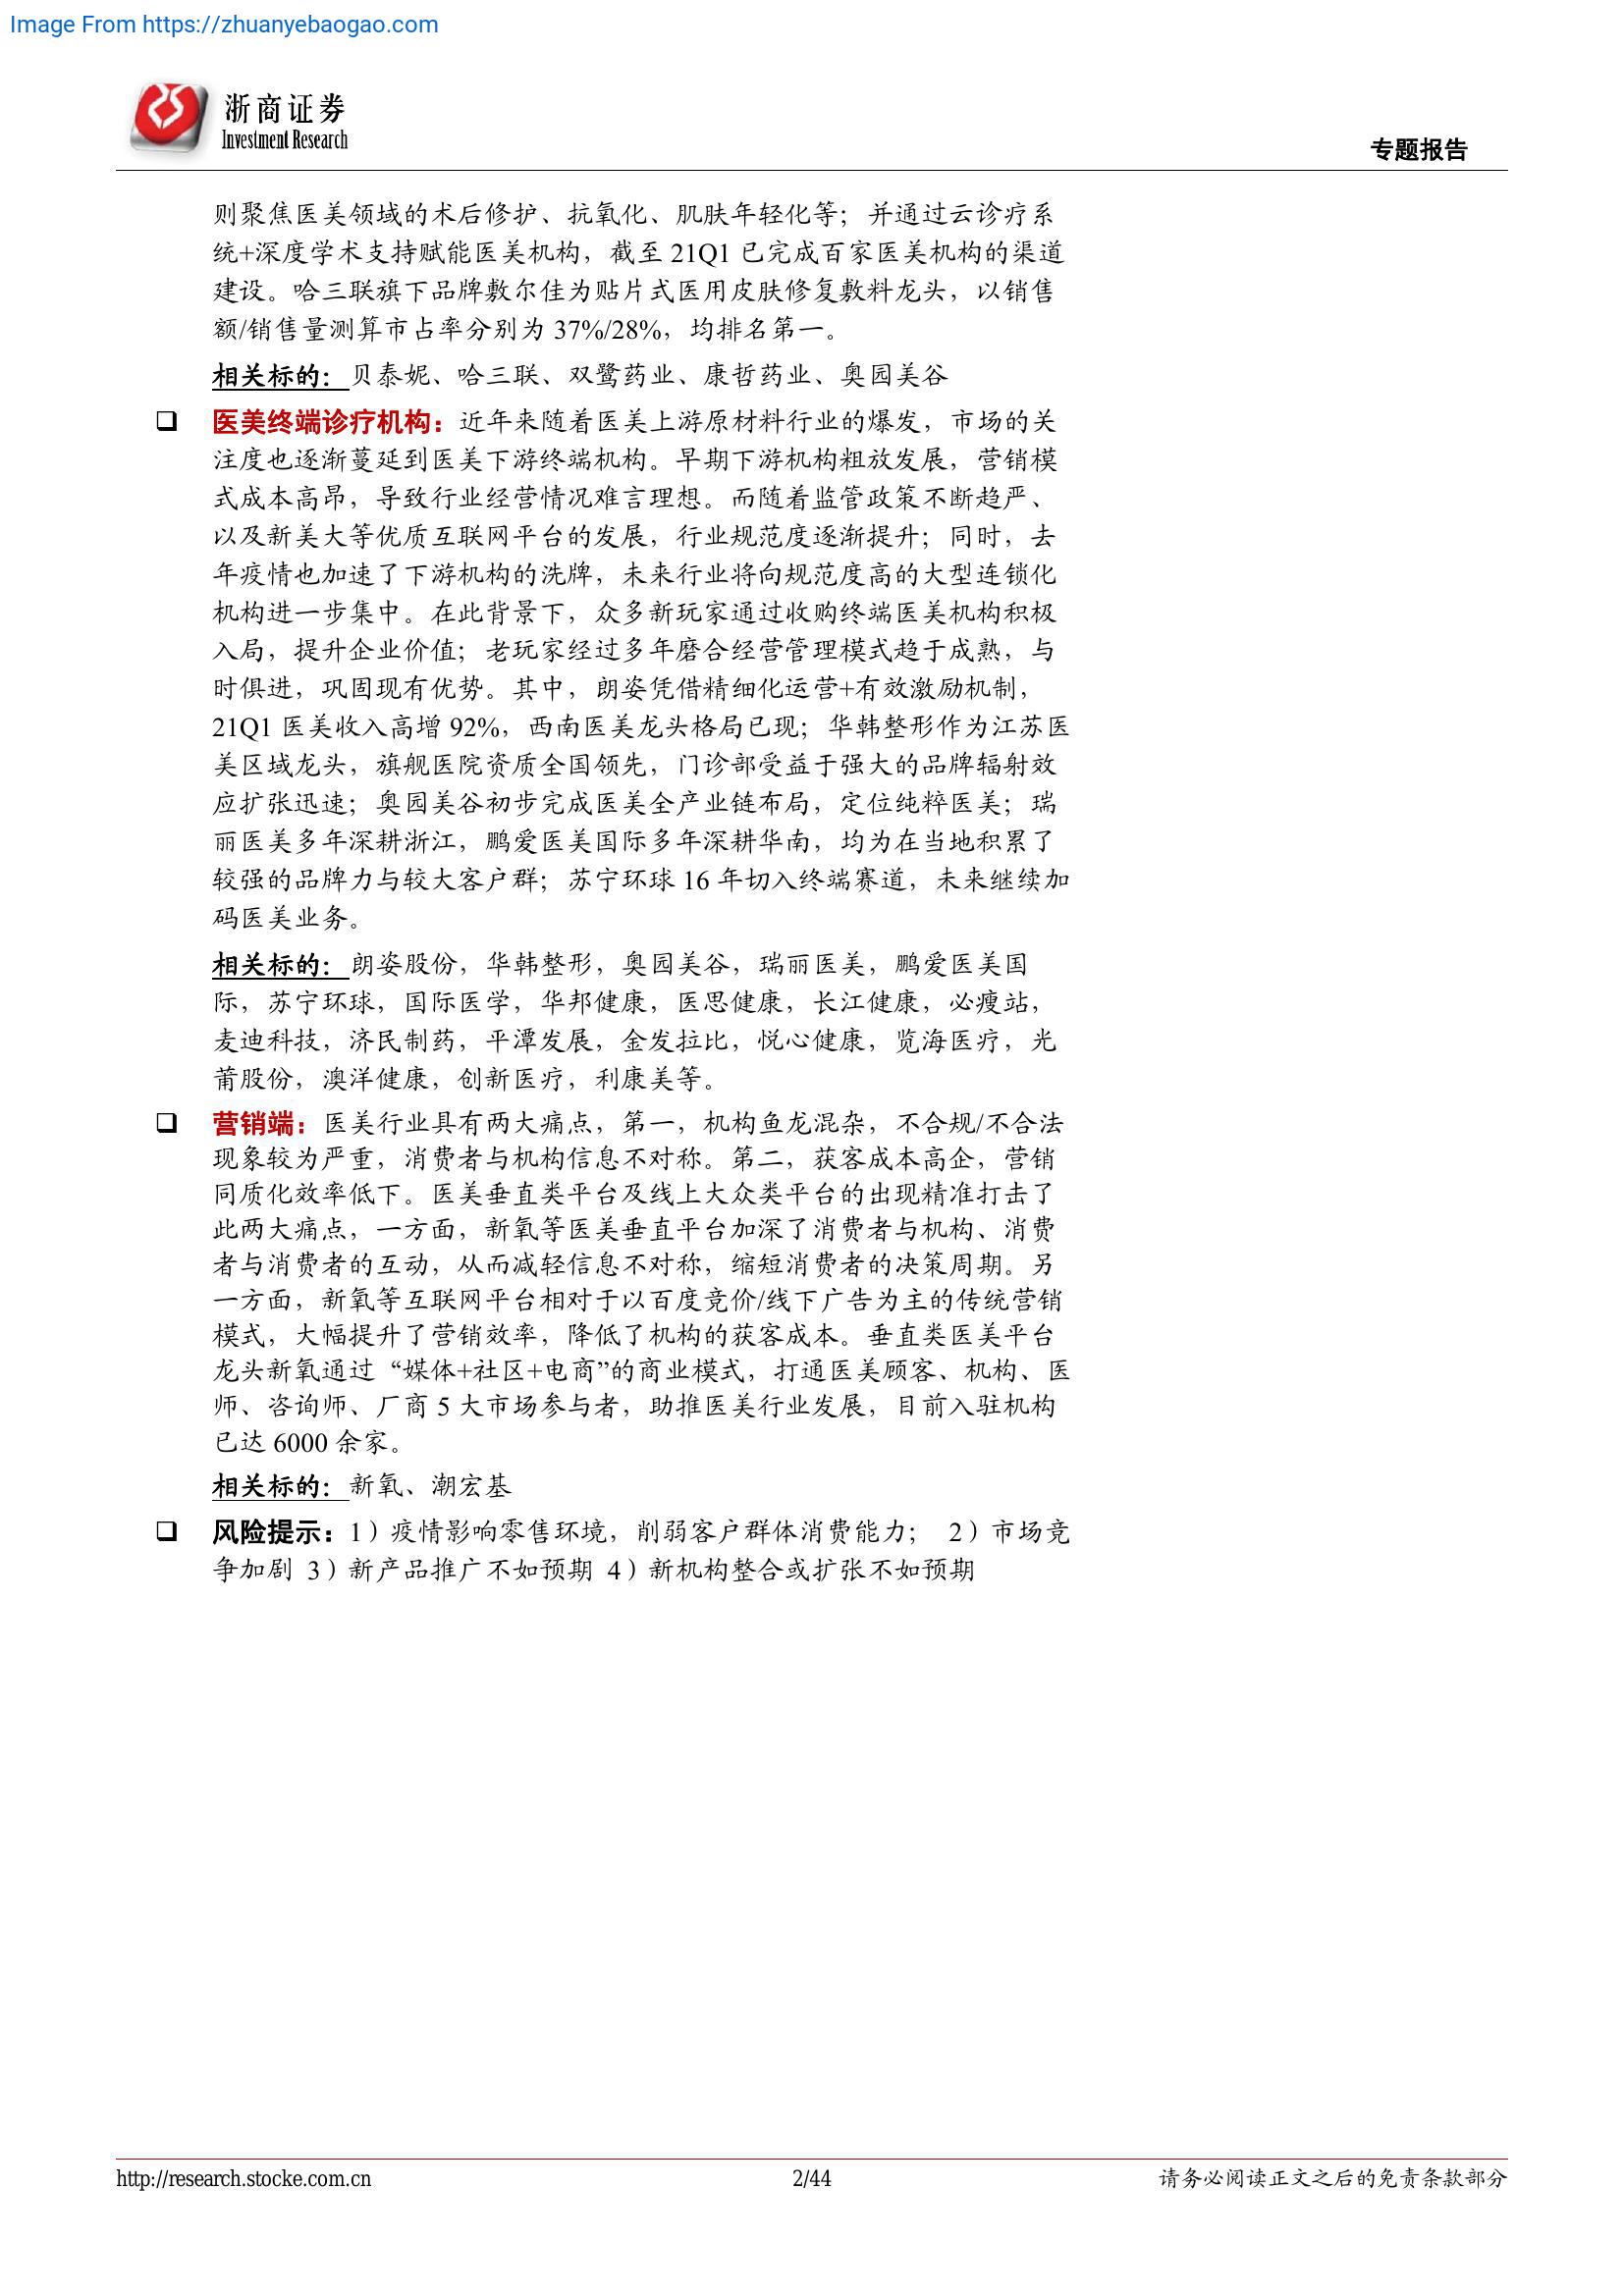 Image From https://zhuanyebaogao.com
浙商证券
Investment Research
专题报告
则聚焦医美领域的术后修护、抗氧化、肌肤年轻化等；并通过云诊疗系
统+深度学术支持赋能医美机构，截至 21Q1 已完成百家医美机构的渠道
建设。哈三联旗下品牌敷尔佳为贴片式医用皮肤修复敷料龙头，以销售
额/销售量测算市占率分别为 37%/28%，均排名第一。
相关标的：贝泰妮、哈三联、双鹭药业、康哲药业、奥园美谷
❑ 医美终端诊疗机构：近年来随着医美上游原材料行业的爆发，市场的关
注度也逐渐蔓延到医美下游终端机构。早期下游机构粗放发展，营销模
式成本高昂，导致行业经营情况难言理想。而随着监管政策不断趋严、
以及新美大等优质互联网平台的发展，行业规范度逐渐提升；同时，去
年疫情也加速了下游机构的洗牌，未来行业将向规范度高的大型连锁化
机构进一步集中。在此背景下，众多新玩家通过收购终端医美机构积极
入局，提升企业价值；老玩家经过多年磨合经营管理模式趋于成熟，与
时俱进，巩固现有优势。其中，朗姿凭借精细化运营+有效激励机制，
21Q1 医美收入高增 92%，西南医美龙头格局已现；华韩整形作为江苏医
美区域龙头，旗舰医院资质全国领先，门诊部受益于强大的品牌辐射效
应扩张迅速；奥园美谷初步完成医美全产业链布局，定位纯粹医美；瑞
丽医美多年深耕浙江，鹏爱医美国际多年深耕华南，均为在当地积累了
较强的品牌力与较大客户群；苏宁环球 16 年切入终端赛道，未来继续加
码医美业务。
相关标的：朗姿股份，华韩整形，奥园美谷，瑞丽医美，鹏爱医美国
际，苏宁环球，国际医学，华邦健康，医思健康，长江健康，必瘦站，
麦迪科技，济民制药，平潭发展，金发拉比，悦心健康，览海医疗，光
莆股份，澳洋健康，创新医疗，利康美等。
❑ 营销端：医美行业具有两大痛点，第一，机构鱼龙混杂，不合规/不合法
现象较为严重，消费者与机构信息不对称。第二，获客成本高企，营销
同质化效率低下。医美垂直类平台及线上大众类平台的出现精准打击了
此两大痛点，一方面，新氧等医美垂直平台加深了消费者与机构、消费
者与消费者的互动，从而减轻信息不对称，缩短消费者的决策周期。另
一方面，新氧等互联网平台相对于以百度竞价/线下广告为主的传统营销
模式，大幅提升了营销效率，降低了机构的获客成本。垂直类医美平台
龙头新氧通过“媒体+社区+电商”的商业模式，打通医美顾客、机构、医
师、咨询师、厂商 5 大市场参与者，助推医美行业发展，目前入驻机构
已达 6000 余家。
相关标的：新氧、潮宏基
❑ 风险提示：1）疫情影响零售环境，削弱客户群体消费能力； 2）市场竞
争加剧 3）新产品推广不如预期 4）新机构整合或扩张不如预期
http://research.stocke.com.cn
2/44
请务必阅读正文之后的免责条款部分